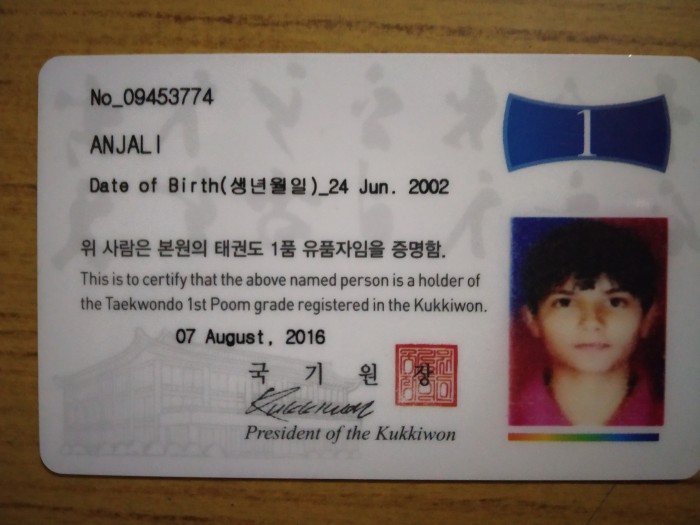 No_09453774
1
ANJALI
Date of Birth(생년월일)_24 Jun. 2002
위 사람은 본원의 태권도 1품 유품자임을 증명함.
This is to certify that the above named person is a holder of
the Taekwondo 1st Poom grade registered in the Kukkiwon.
07 August, 2016
국 기 원 장
Kukkiwon
President of the Kukkiwon